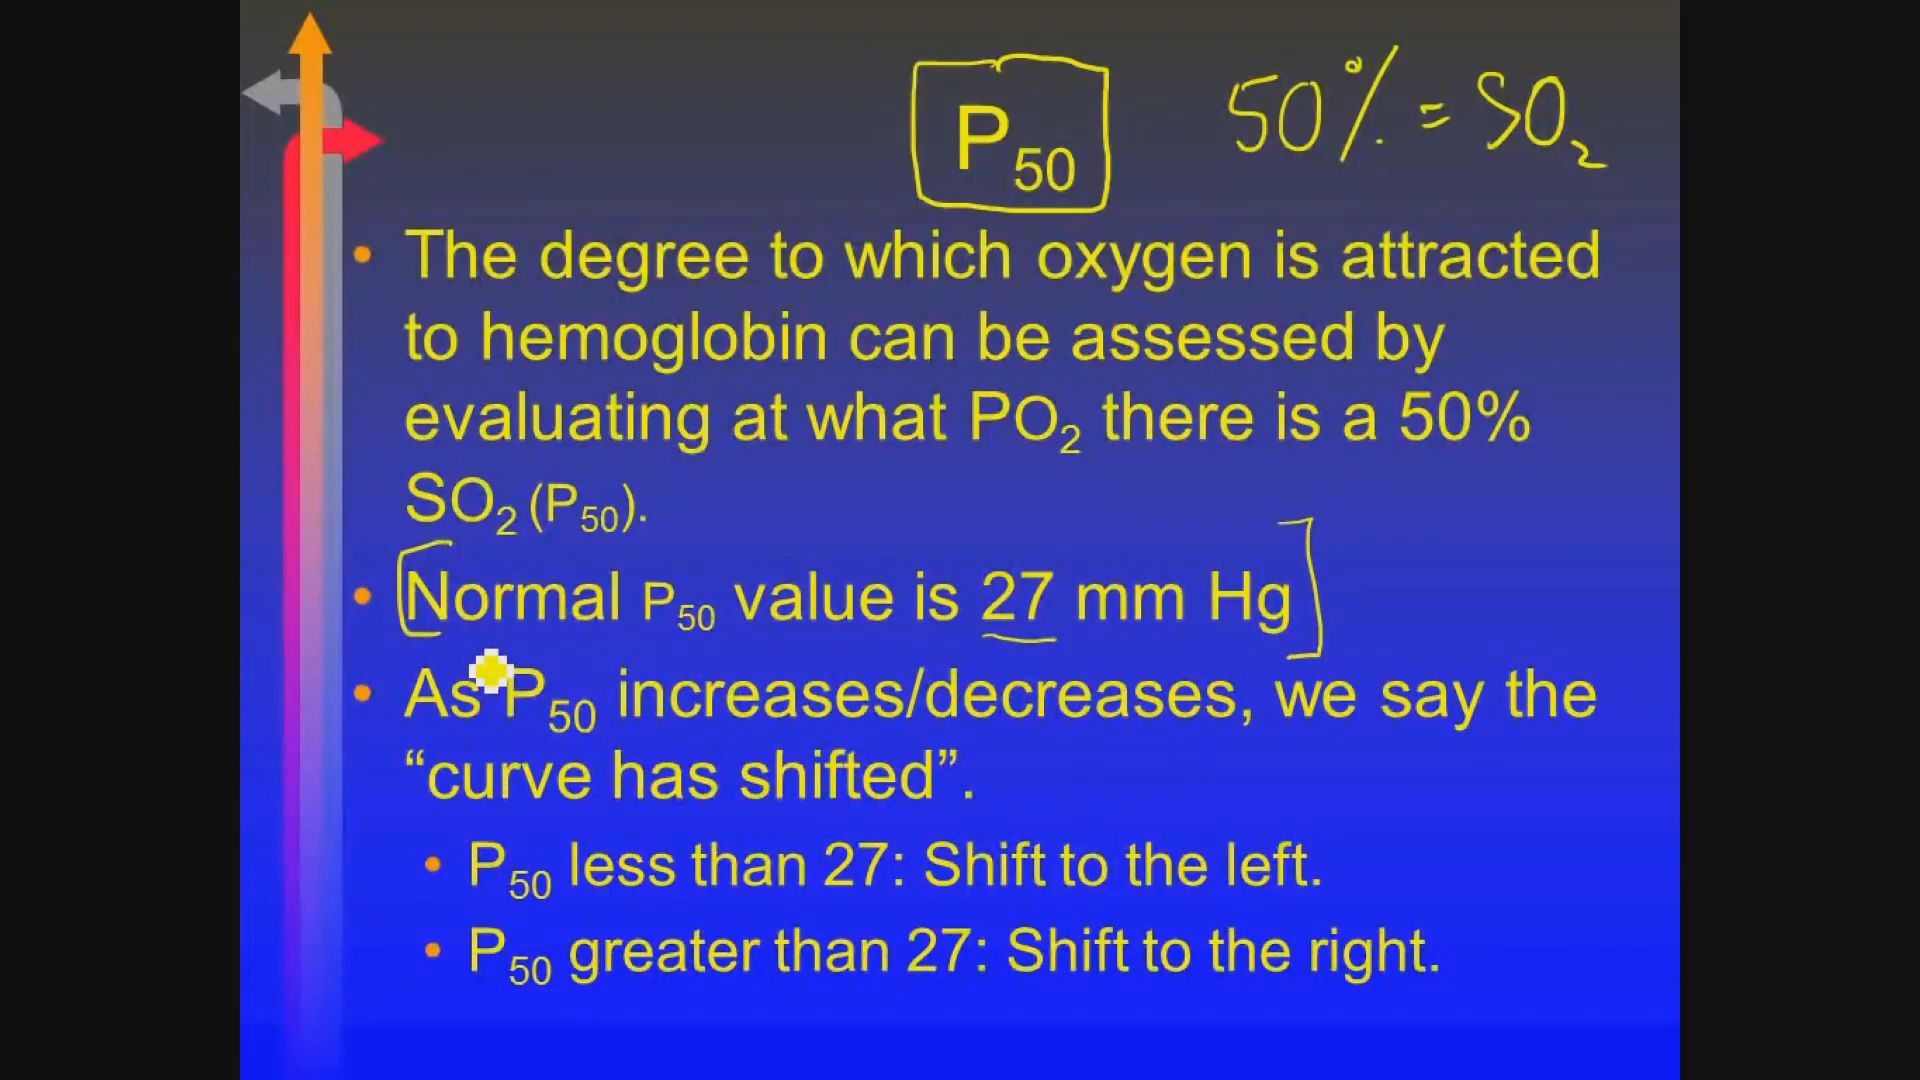 P₅₀ 50% = SO₂
• The degree to which oxygen is attracted
to hemoglobin can be assessed by
evaluating at what PO₂ there is a 50%
SO₂ (P₅₀).
• [Normal P₅₀ value is 27 mm Hg]
• As P₅₀ increases/decreases, we say the
“curve has shifted”.
• P₅₀ less than 27: Shift to the left.
• P₅₀ greater than 27: Shift to the right.